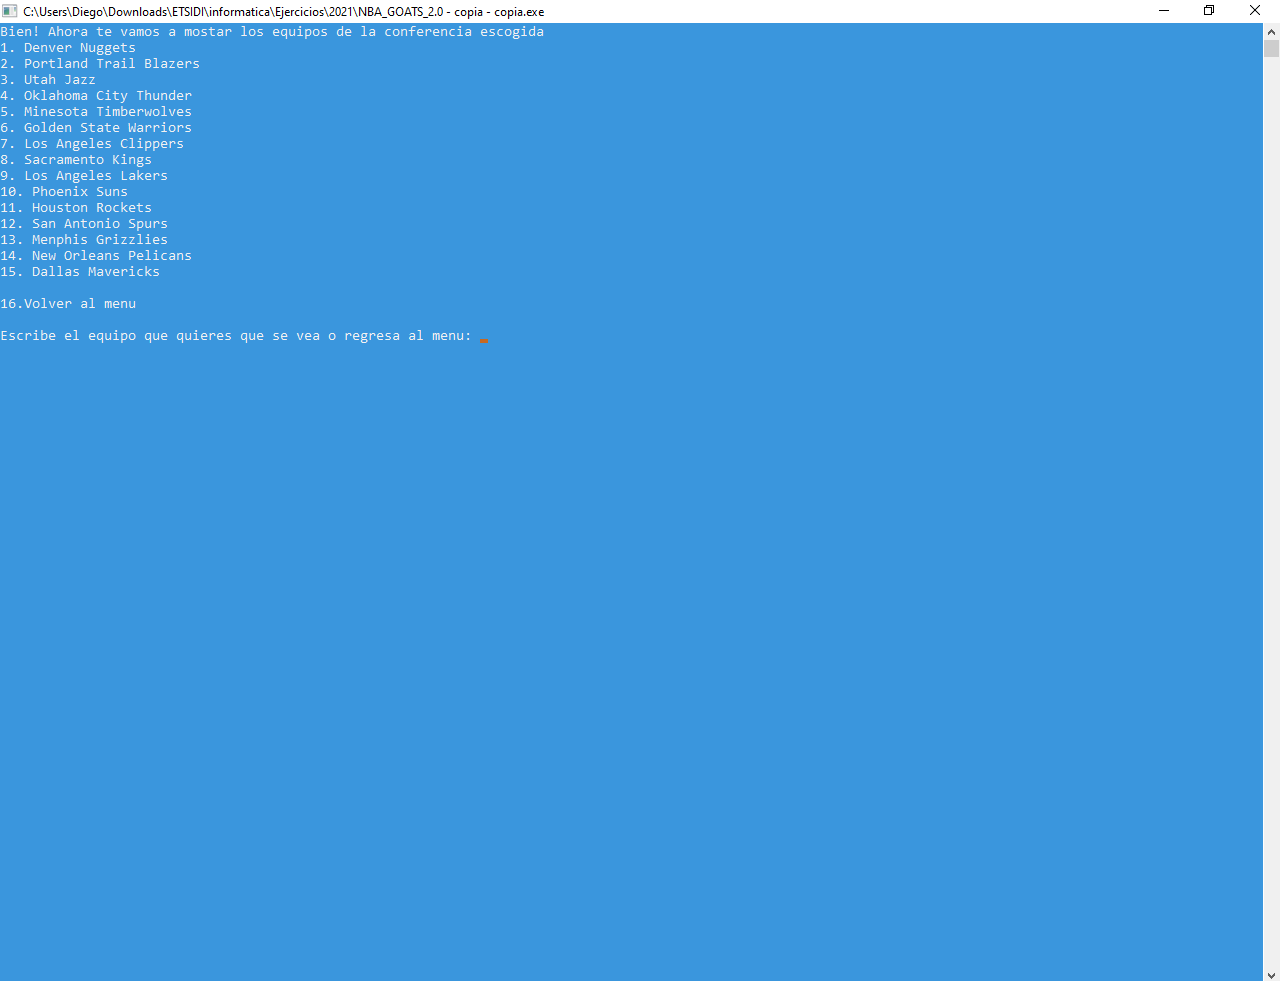 C:\Users\Diego\Downloads\ETSIDI\informatica\Ejercicios\2021\NBA_GOATS_2.0 - copia - copia.exe
Bien! Ahora te vamos a mostar los equipos de la conferencia escogida
1. Denver Nuggets
2. Portland Trail Blazers
3. Utah Jazz
4. Oklahoma City Thunder
5. Minesota Timberwolves
6. Golden State Warriors
7. Los Angeles Clippers
8. Sacramento Kings
9. Los Angeles Lakers
10. Phoenix Suns
11. Houston Rockets
12. San Antonio Spurs
13. Menphis Grizzlies
14. New Orleans Pelicans
15. Dallas Mavericks
16.Volver al menu
Escribe el equipo que quieres que se vea o regresa al menu: